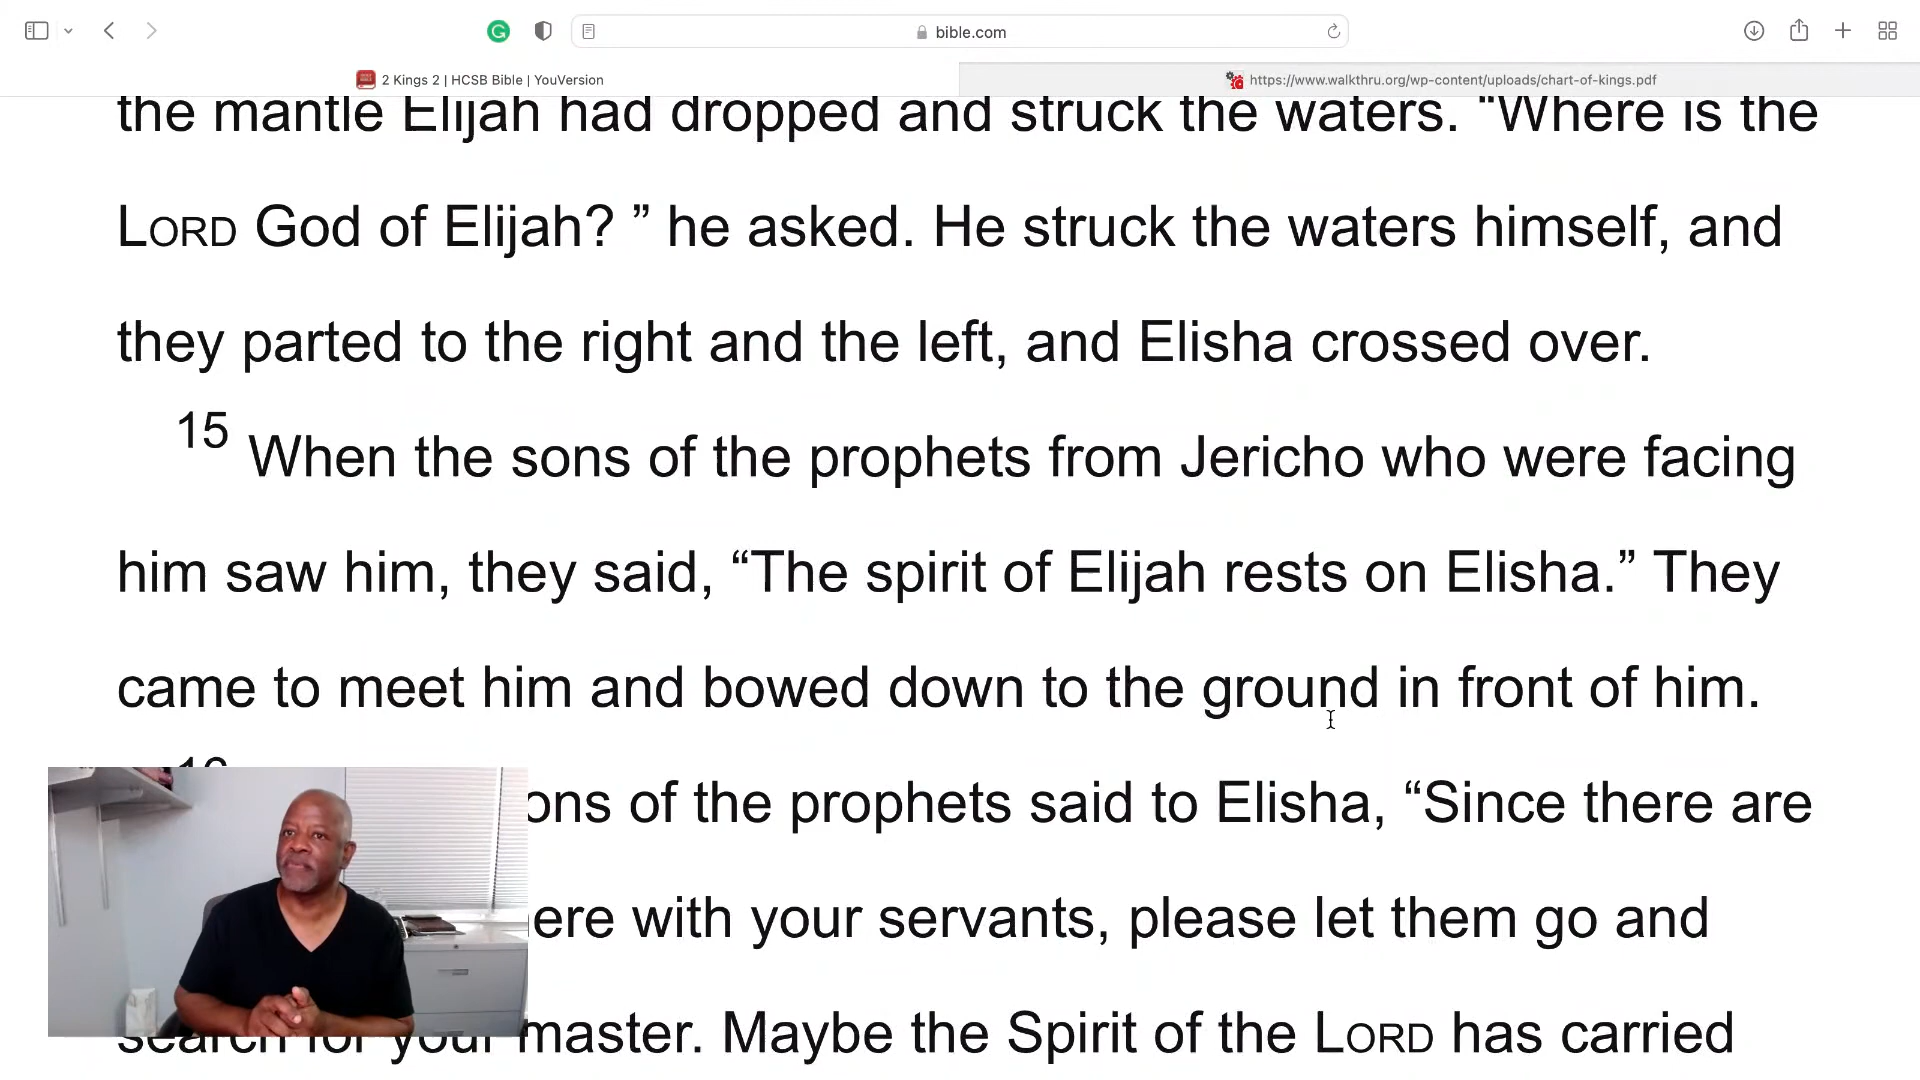 bible.com
2 Kings 2 | HCSB Bible | YouVersion
https://www.walkthru.org/wp-content/uploads/chart-of-kings.pdf
the mantle Elijah had dropped and struck the waters. “Where is the
LORD God of Elijah? ” he asked. He struck the waters himself, and
they parted to the right and the left, and Elisha crossed over.
15 When the sons of the prophets from Jericho who were facing
him saw him, they said, “The spirit of Elijah rests on Elisha.” They
came to meet him and bowed down to the ground in front of him.
16 ons of the prophets said to Elisha, “Since there are
ere with your servants, please let them go and
search for your master. Maybe the Spirit of the LORD has carried